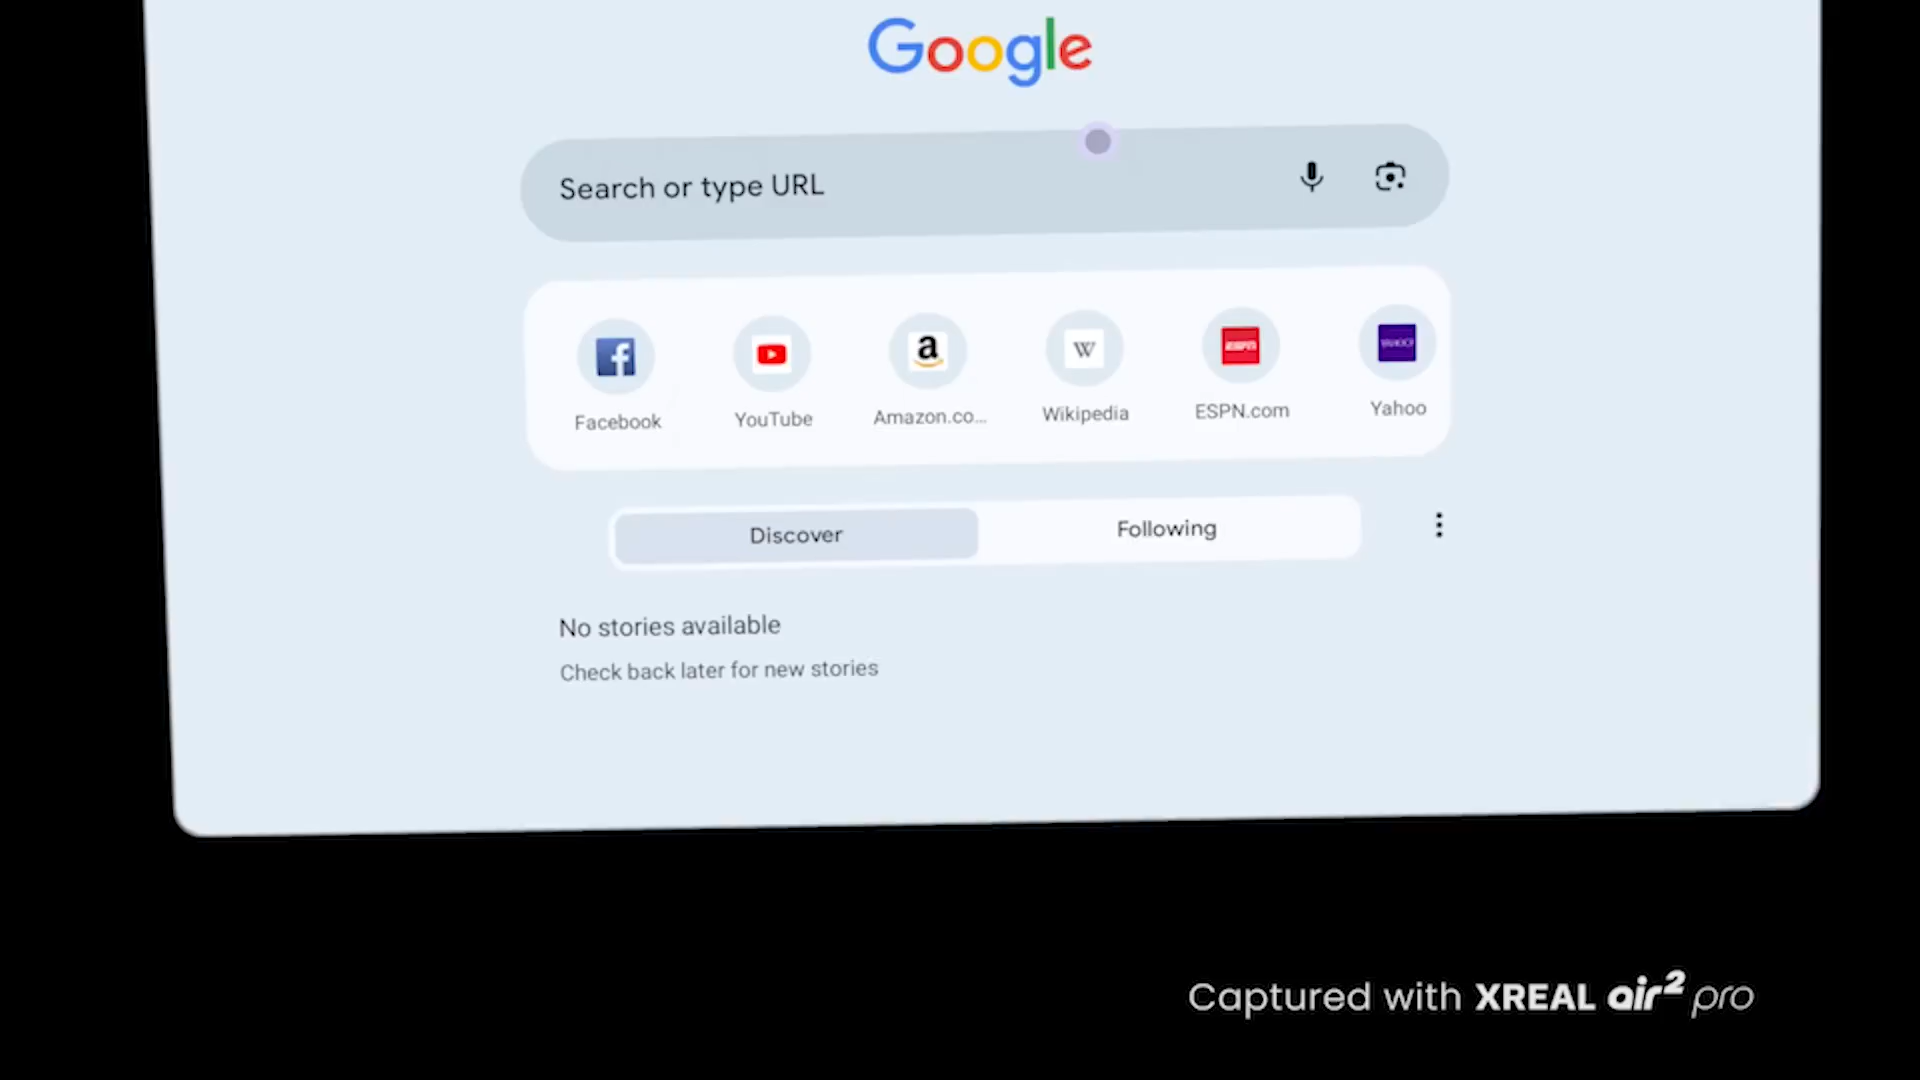 Google
Search or type URL
Facebook
YouTube
Amazon.co...
Wikipedia
ESPN.com
Yahoo
Discover
Following
No stories available
Check back later for new stories
Captured with XREAL air² pro